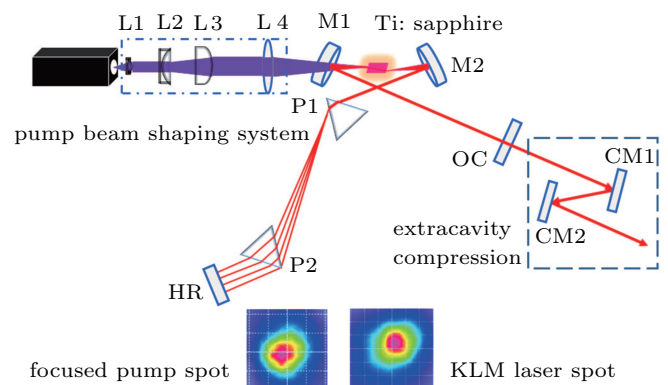 L1 L2 L3 L4 M1 Ti: sapphire
M2
P1
pump beam shaping system
OC
CM1
CM2
extracavity
compression
P2
HR
focused pump spot
KLM laser spot